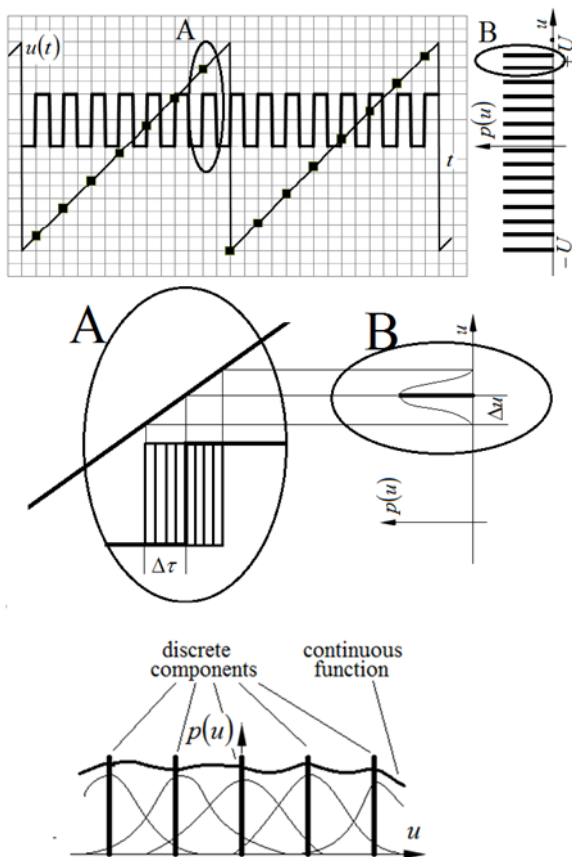 A
u(t)
t
B
u
+U
p(u)
-U
A
Δτ
B
u
Δu
p(u)
discrete components
continuous function
p(u)
u